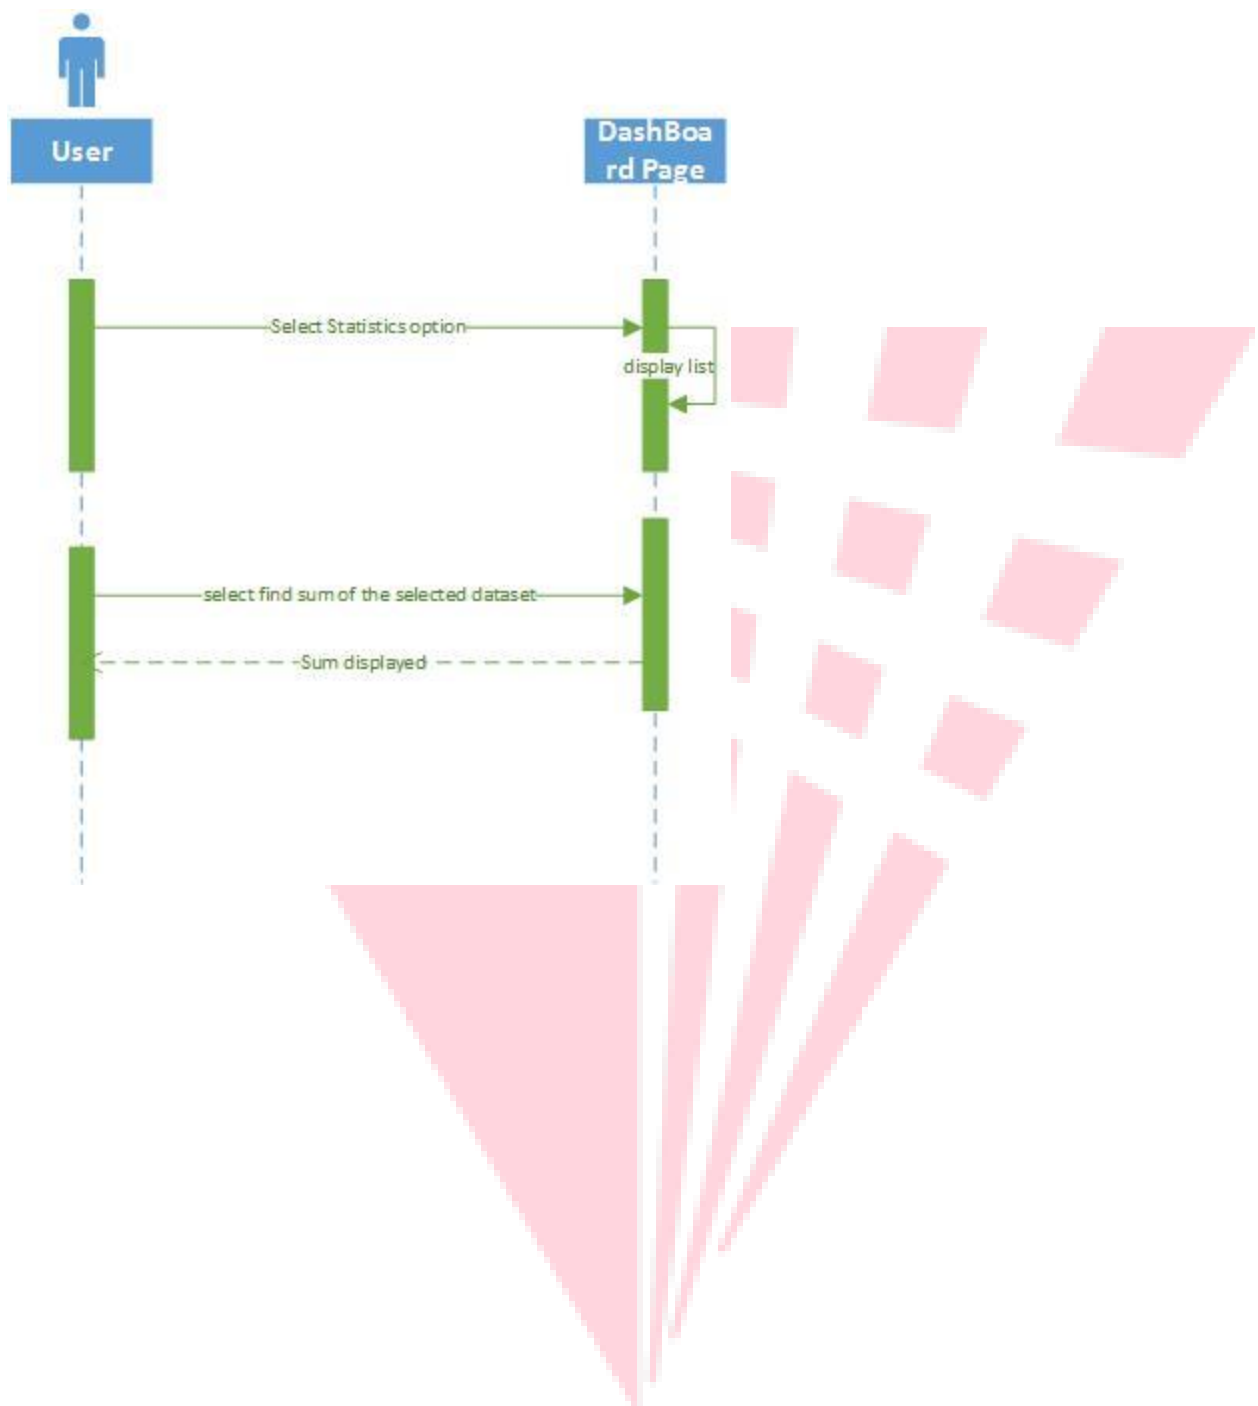 User
DashBoa
rd Page
Select Statistics option
display list
select find sum of the selected dataset
Sum displayed